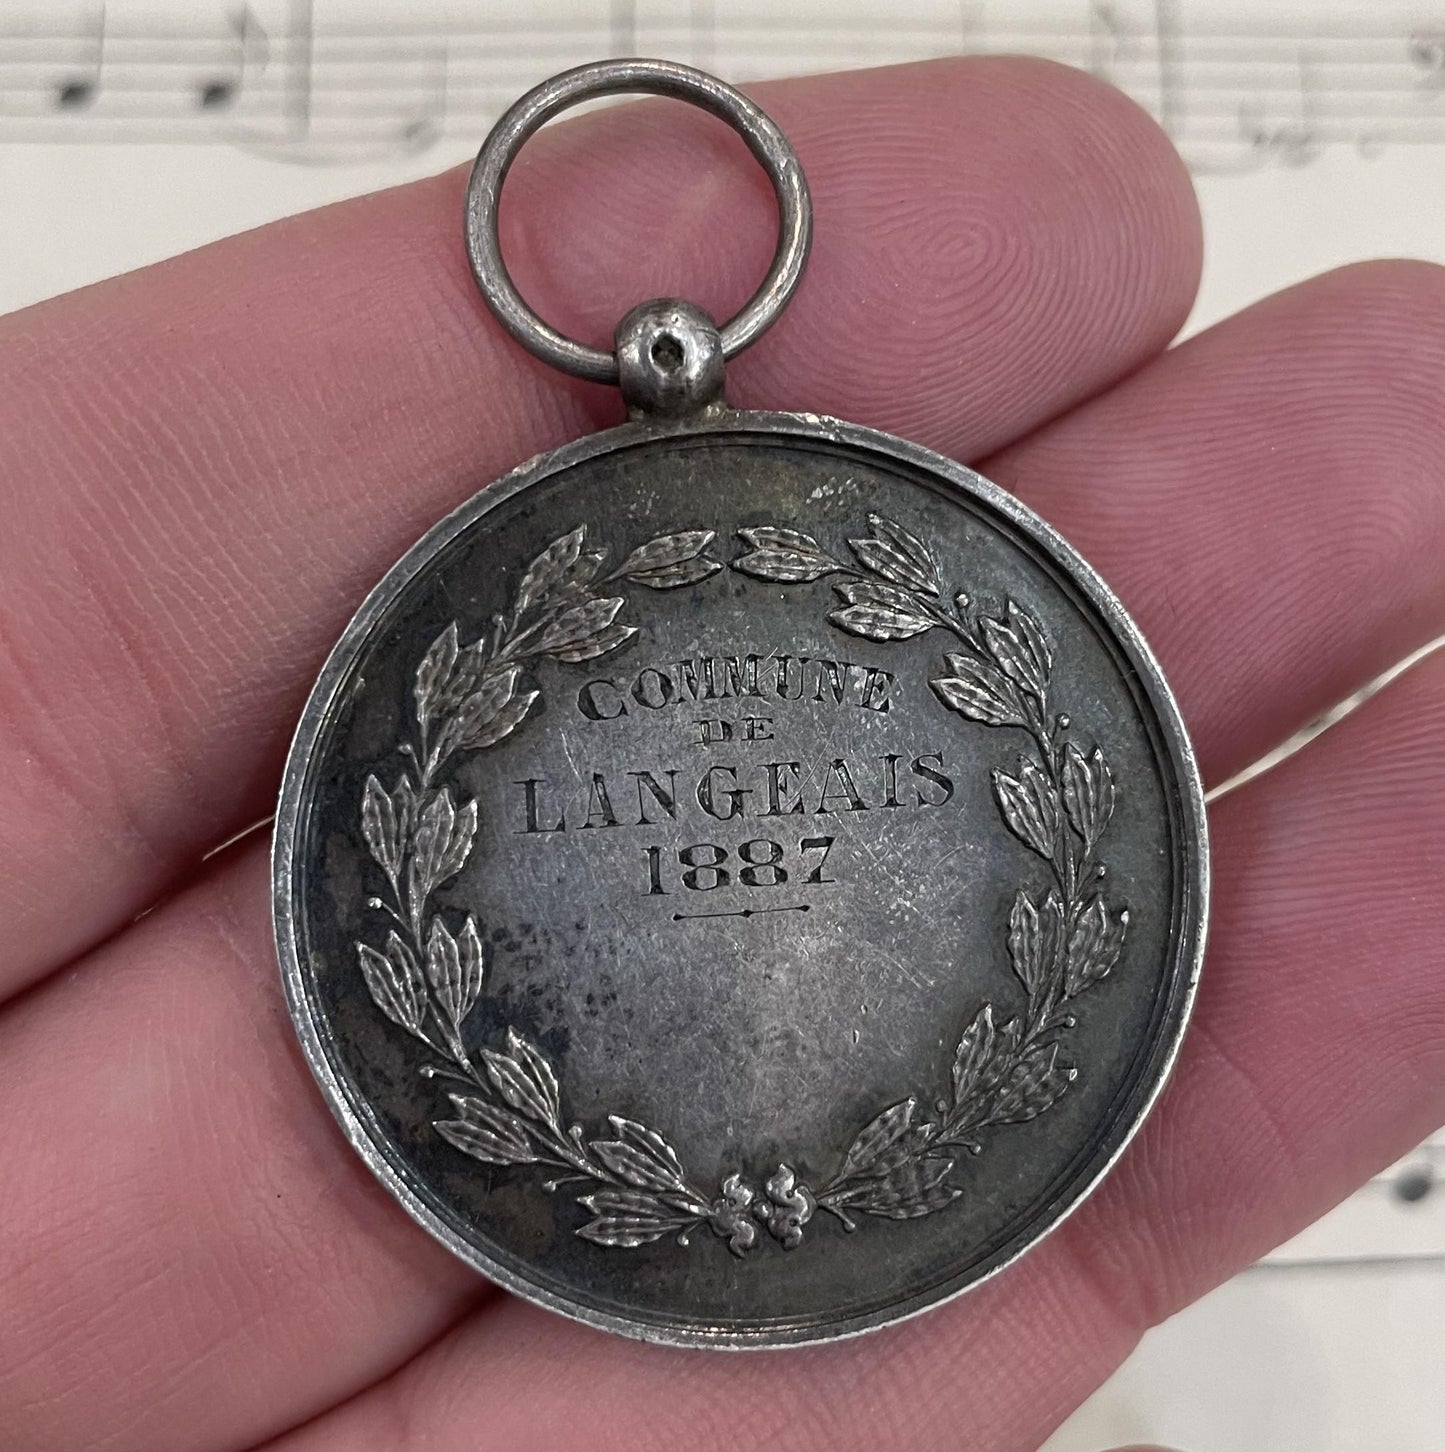 COMMUNE
DE
LANGEAIS
1887